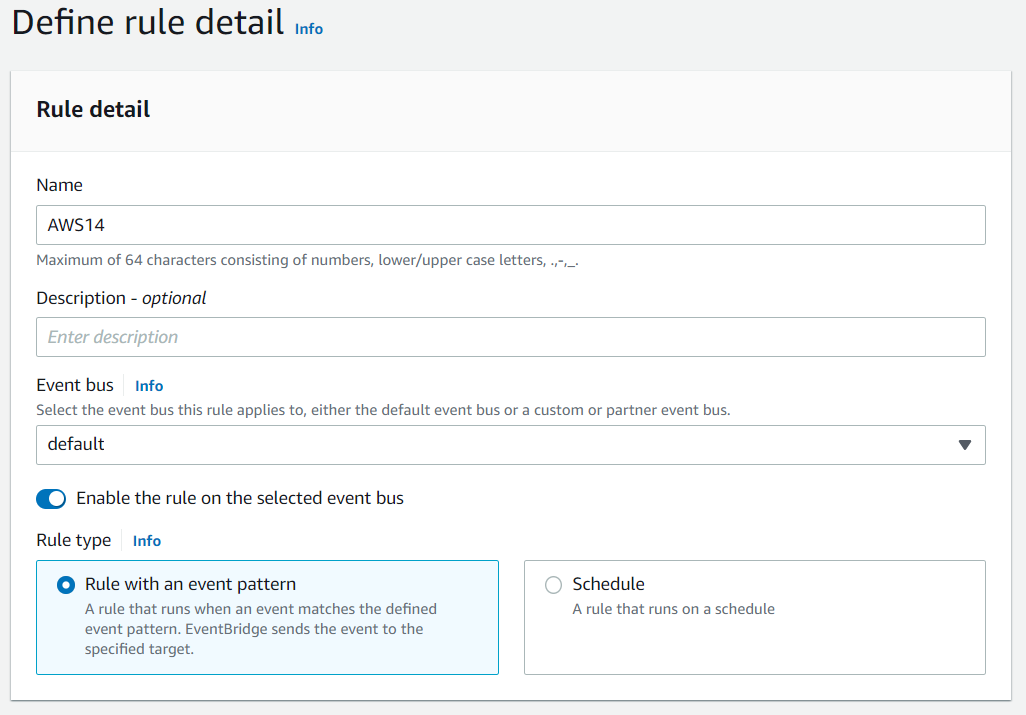 Define rule detail Info
Rule detail
Name
AWS14
Maximum of 64 characters consisting of numbers, lower/upper case letters, .,-,_.
Description - optional
Enter description
Event bus Info
Select the event bus this rule applies to, either the default event bus or a custom or partner event bus.
default
Enable the rule on the selected event bus
Rule type Info
Rule with an event pattern
A rule that runs when an event matches the defined
event pattern. EventBridge sends the event to the
specified target.
Schedule
A rule that runs on a schedule